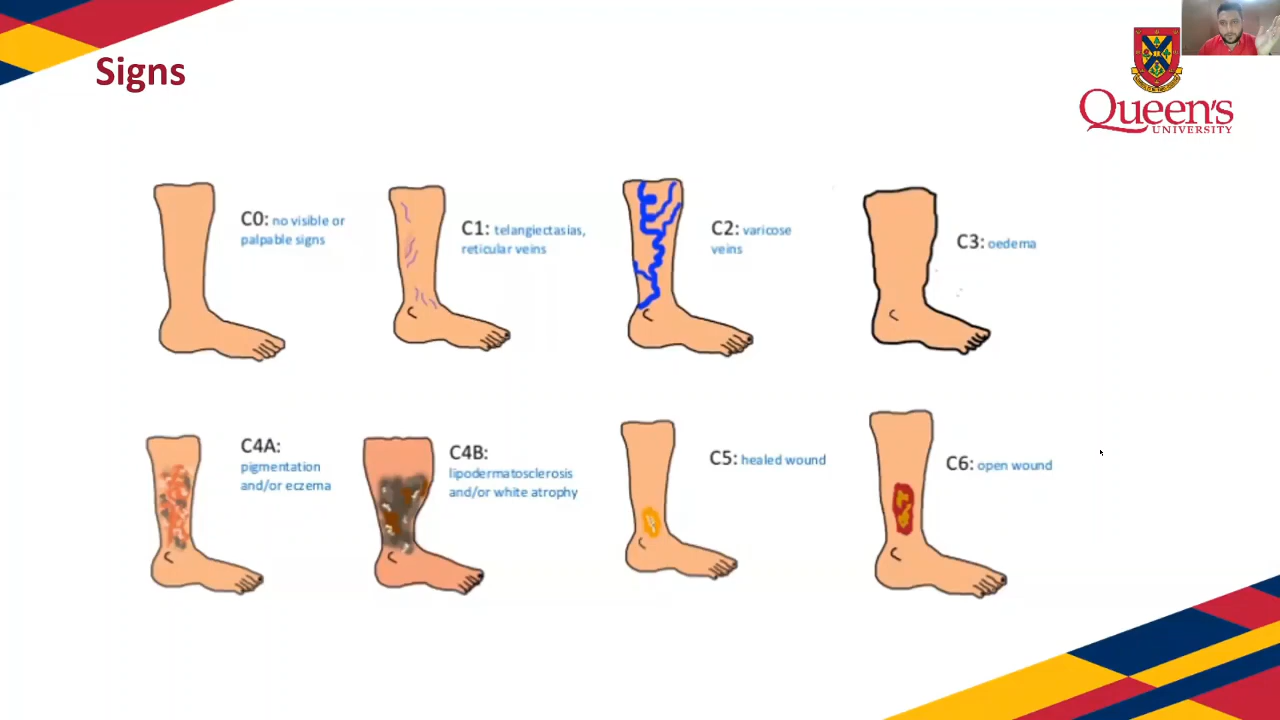 Signs
Queen's
UNIVERSITY
C0: no visible or
palpable signs
C1: telangiectasias,
reticular veins
C2: varicose
veins
C3: oedema
C4A:
pigmentation
and/or eczema
C4B:
lipodermatosclerosis
and/or white atrophy
C5: healed wound
C6: open wound